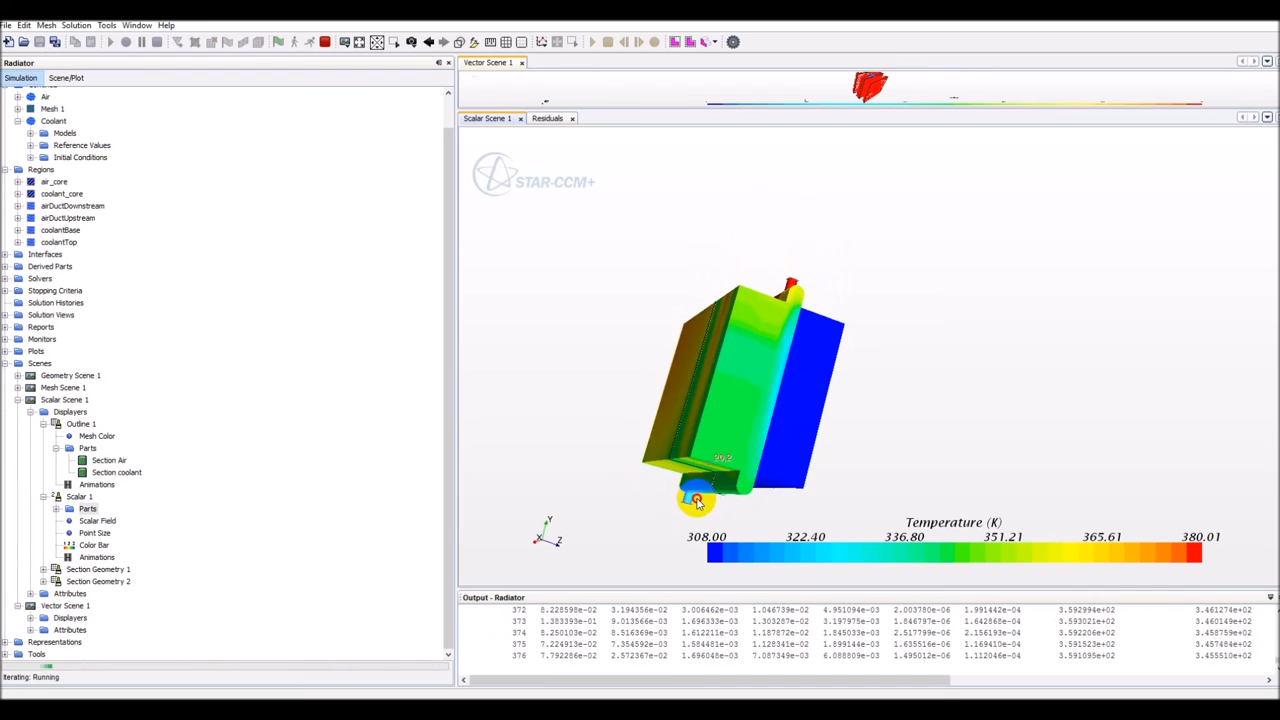 File Edit Mesh Solution Tools Window Help
Radiator
Simulation Scene/Plot
Air
Mesh 1
Coolant
Models
Reference Values
Initial Conditions
Regions
air_core
coolant_core
airDuctDownstream
airDuctUpstream
coolantBase
coolantTop
Interfaces
Derived Parts
Solvers
Stopping Criteria
Solution Histories
Solution Views
Reports
Monitors
Plots
Scenes
Geometry Scene 1
Mesh Scene 1
Scalar Scene 1
Displayers
Outline 1
Mesh Color
Parts
Section Air
Section coolant
Animations
Scalar 1
Parts
Scalar Field
Point Size
Color Bar
Animations
Section Geometry 1
Section Geometry 2
Attributes
Vector Scene 1
Displayers
Attributes
Representations
Tools
Iterating: Running
Vector Scene 1
Scalar Scene 1 Residuals
STAR-CCM+
20.2
Y
X Z
Temperature (K)
308.00 322.40 336.80 351.21 365.61 380.01
Output - Radiator
372 8.228598e-02 3.194356e-02 3.006462e-03 1.046739e-02 4.951094e-03 2.003780e-06 1.991442e-04 3.592994e+02 3.461274e+02
373 1.383393e-01 9.013566e-03 1.696333e-03 1.303287e-02 3.197975e-03 1.846797e-06 1.642868e-04 3.593021e+02 3.460149e+02
374 8.250103e-02 8.516369e-03 1.612211e-03 1.187872e-02 1.845033e-03 2.517799e-06 2.156193e-04 3.592206e+02 3.458759e+02
375 7.224913e-02 7.354592e-03 1.584481e-03 1.128341e-02 1.452207e-03 1.635516e-06 1.169410e-04 3.591725e+02 3.457484e+02
376 7.792286e-02 2.572367e-02 1.696048e-03 7.087349e-03 6.088809e-03 1.495012e-06 1.112046e-04 3.591095e+02 3.455510e+02